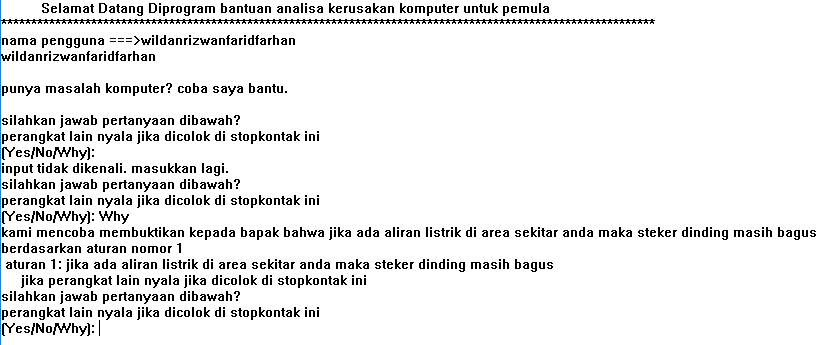 Selamat Datang Diprogram bantuan analisa kerusakan komputer untuk pemula
*************************************************************************************************************
nama pengguna ===>wildanrizwanfaridfarhan
wildanrizwanfaridfarhan
punya masalah komputer? coba saya bantu.
silahkan jawab pertanyaan dibawah?
perangkat lain nyala jika dicolok di stopkontak ini
(Yes/No/Why):
input tidak dikenali. masukkan lagi.
silahkan jawab pertanyaan dibawah?
perangkat lain nyala jika dicolok di stopkontak ini
(Yes/No/Why): Why
kami mencoba membuktikan kepada bapak bahwa jika ada aliran listrik di area sekitar anda maka steker dinding masih bagus
berdasarkan aturan nomor 1
aturan 1: jika ada aliran listrik di area sekitar anda maka steker dinding masih bagus
jika perangkat lain nyala jika dicolok di stopkontak ini
silahkan jawab pertanyaan dibawah?
perangkat lain nyala jika dicolok di stopkontak ini
(Yes/No/Why):